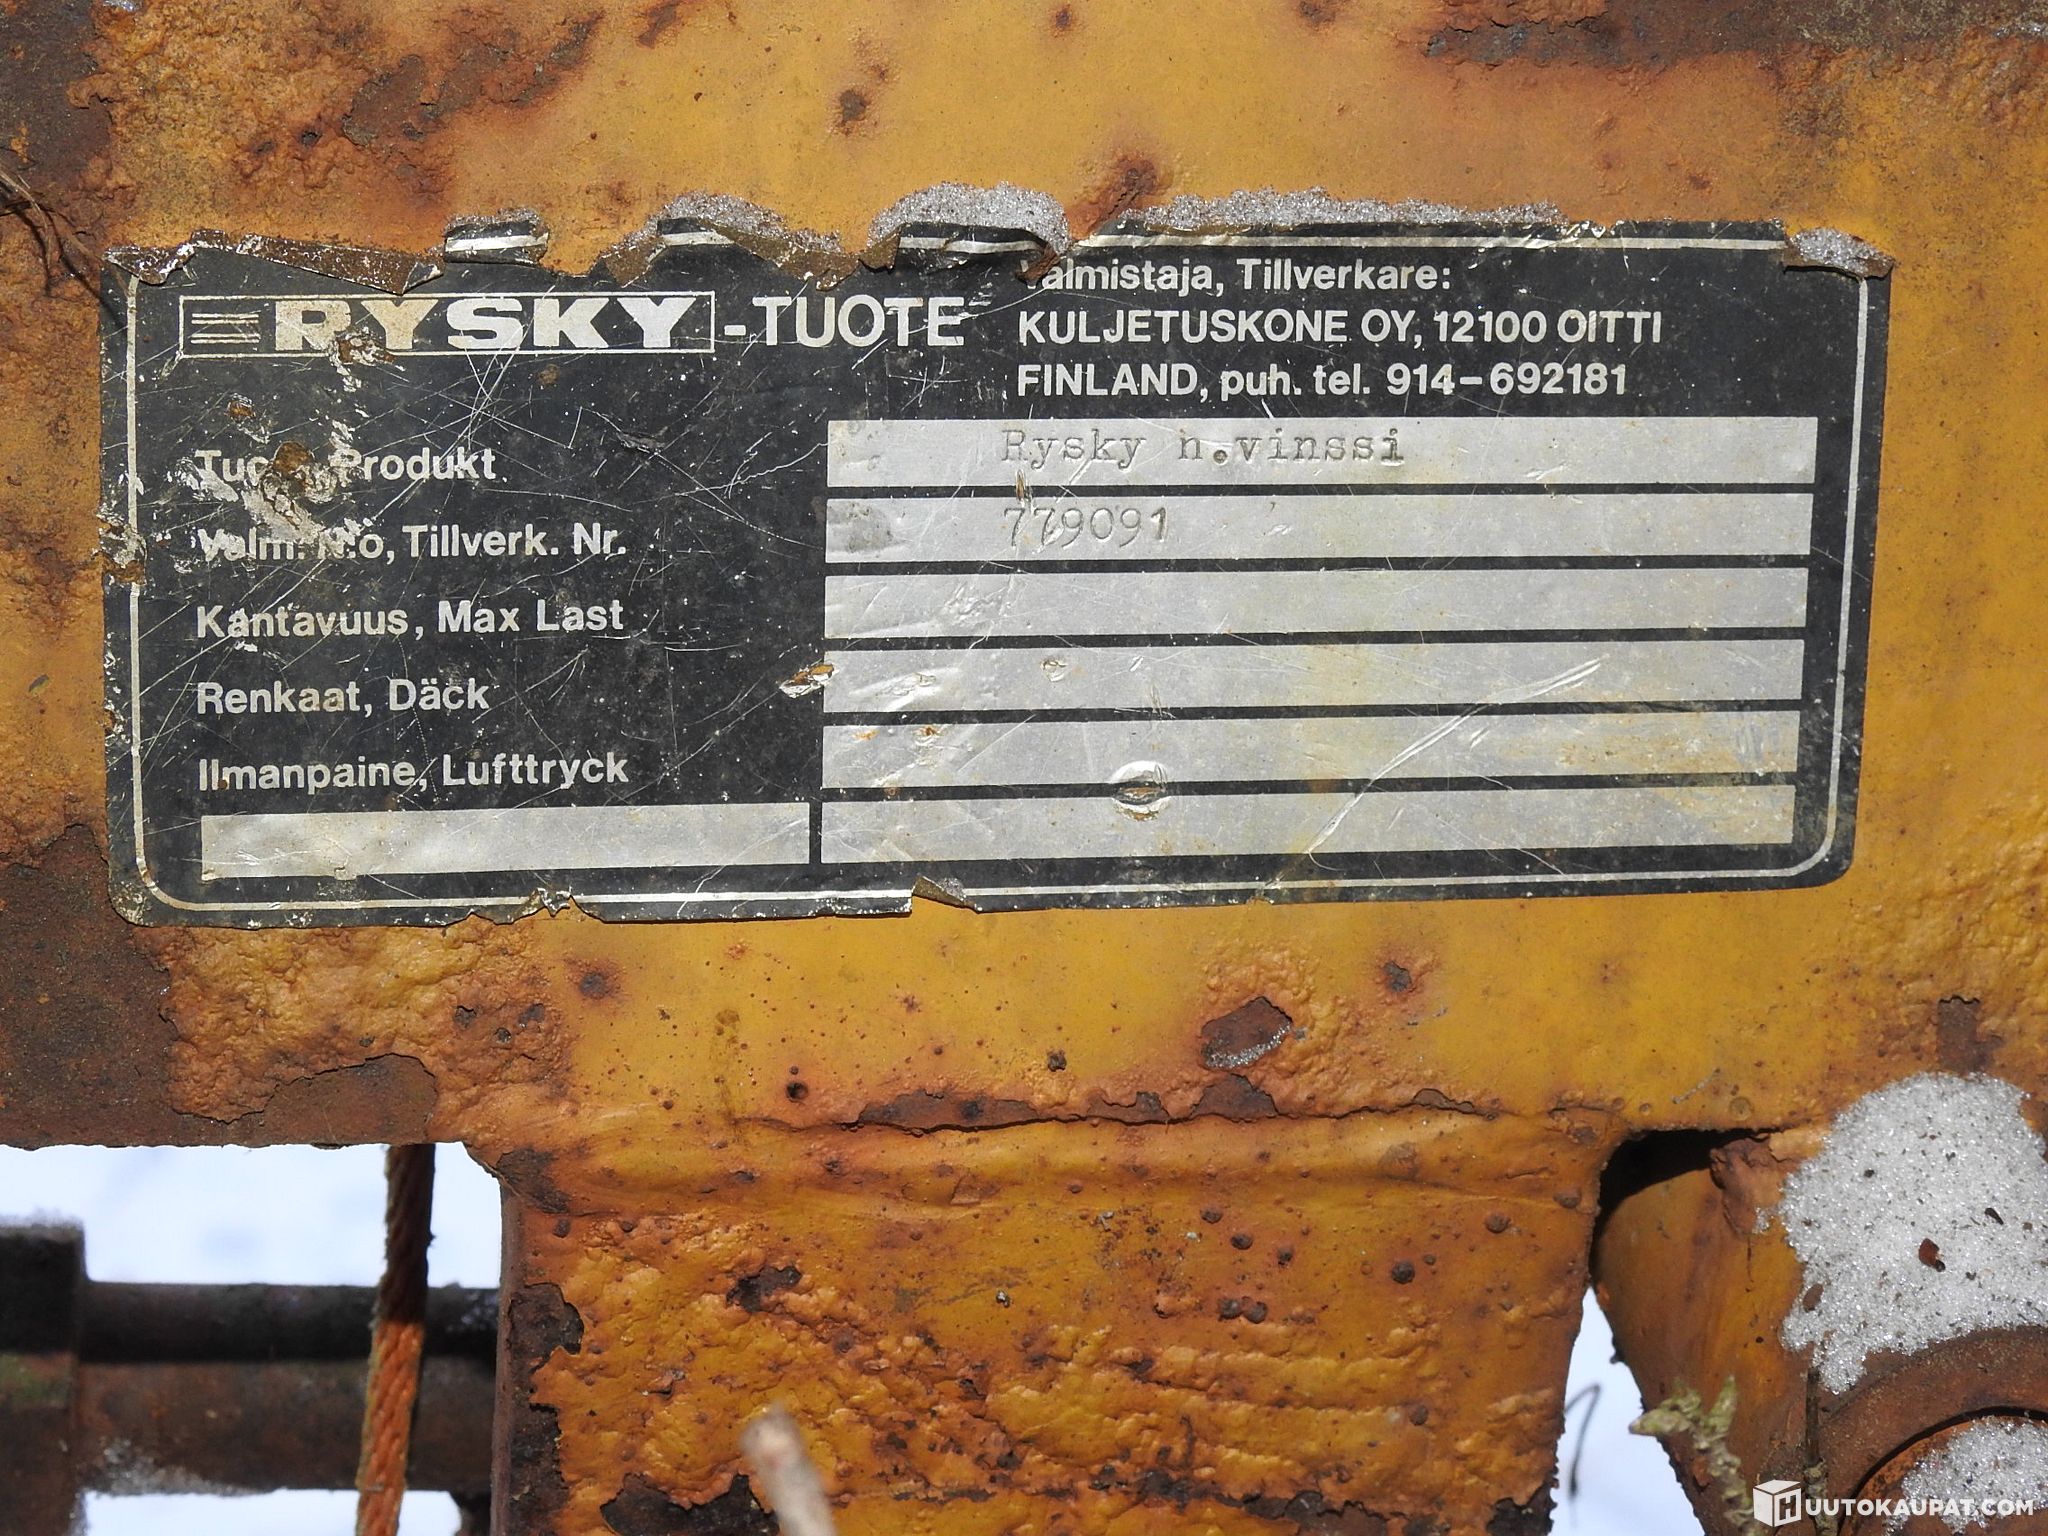 RYSKY -TUOTE
Valmistaja, Tillverkare:
KULJETUSKONE OY, 12100 OITTI
FINLAND, puh. tel. 914-692181
Produkt Rysky h.vinssi
Tillverk. Nr. 779091
Kantavuus, Max Last
Renkaat, Däck
Ilmanpaine, Lufttryck
HUUTOKAUPAT.COM